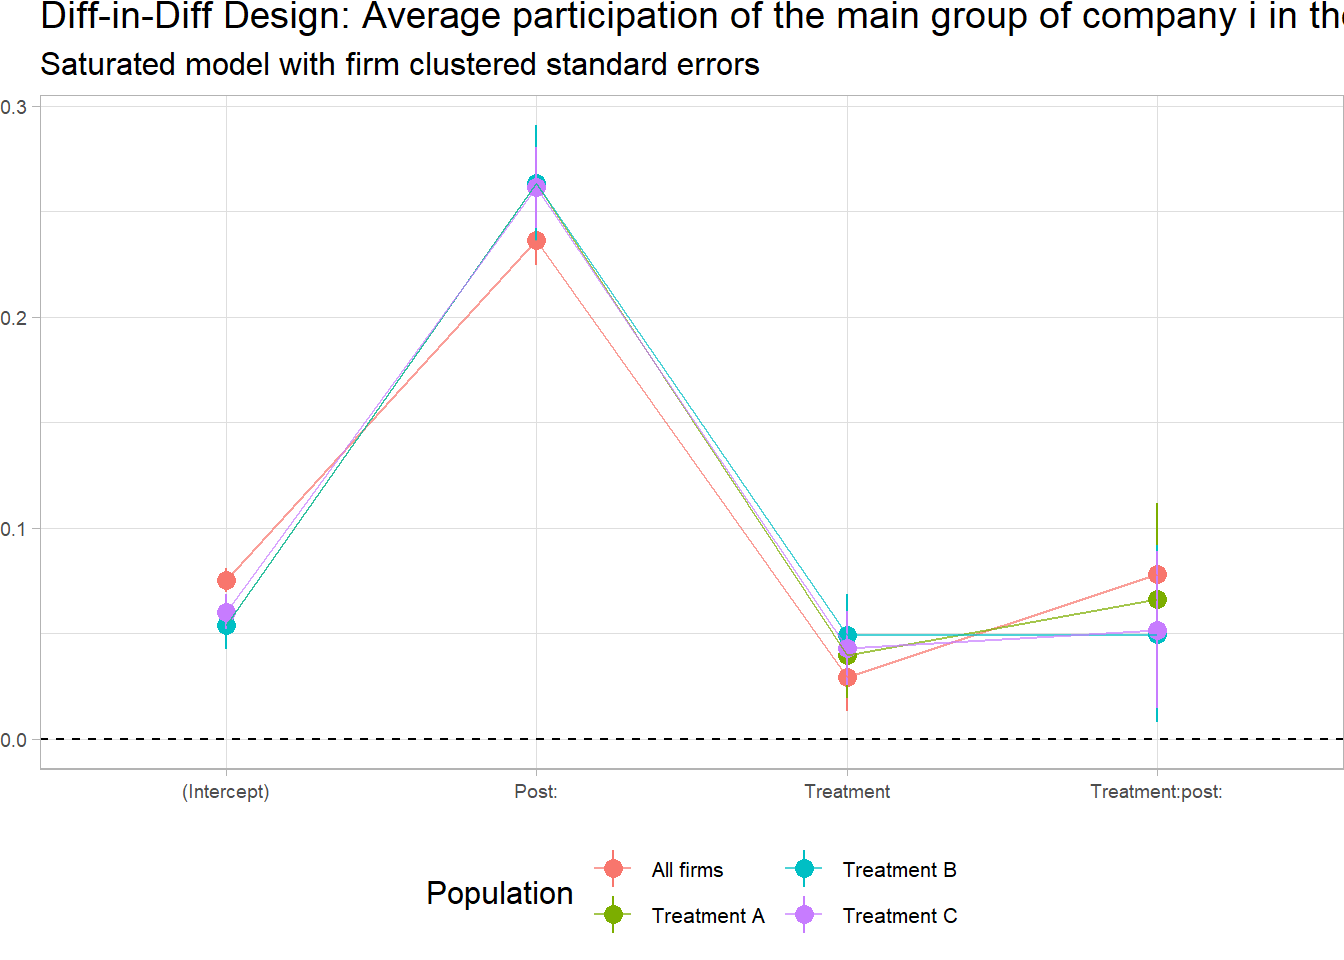 Diff-in-Diff Design: Average participation of the main group of company i in
Saturated model with firm clustered standard errors
0.3
0.2
0.1
0.0
(Intercept) Post: Treatment Treatment:post:
Population
All firms Treatment B
Treatment A Treatment C